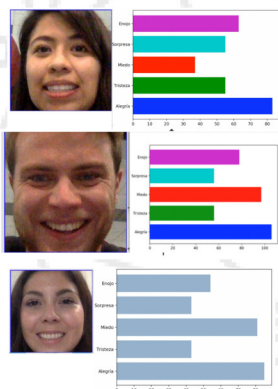 Enojo
Sorpresa
Miedo
Tristeza
Alegria
0 10 20 30 40 50 60 70 80
Enojo
Sorpresa
Miedo
Tristeza
Alegria
0 20 40 60 80 100
Enojo
Sorpresa
Miedo
Tristeza
Alegria